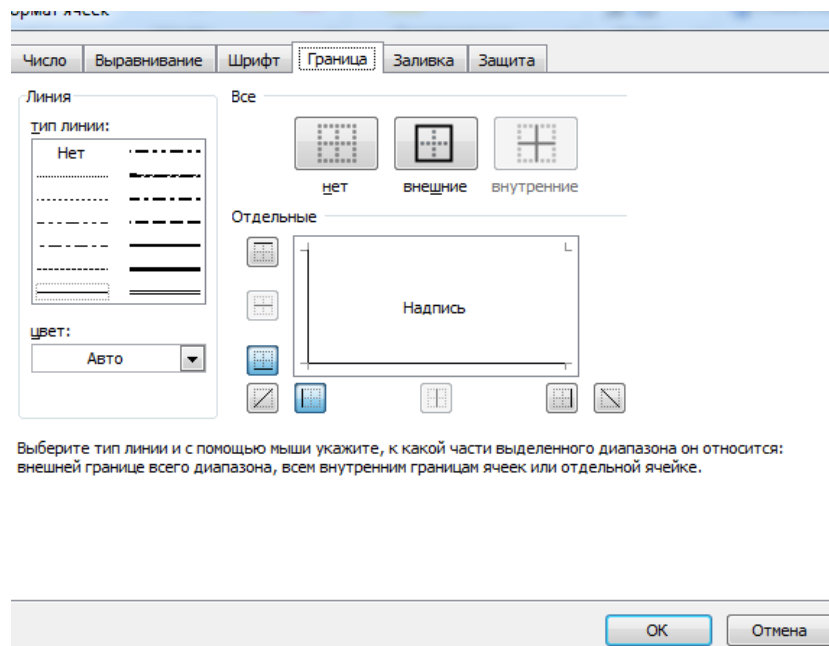 Число Выравнивание Шрифт Граница Заливка Защита
Линия
тип линии:
Нет
цвет:
Авто
Все
нет внешние внутренние
Отдельные
Надпись
Выберите тип линии и с помощью мыши укажите, к какой части выделенного диапазона он относится:
внешней границе всего диапазона, всем внутренним границам ячеек или отдельной ячейке.
ОК Отмена